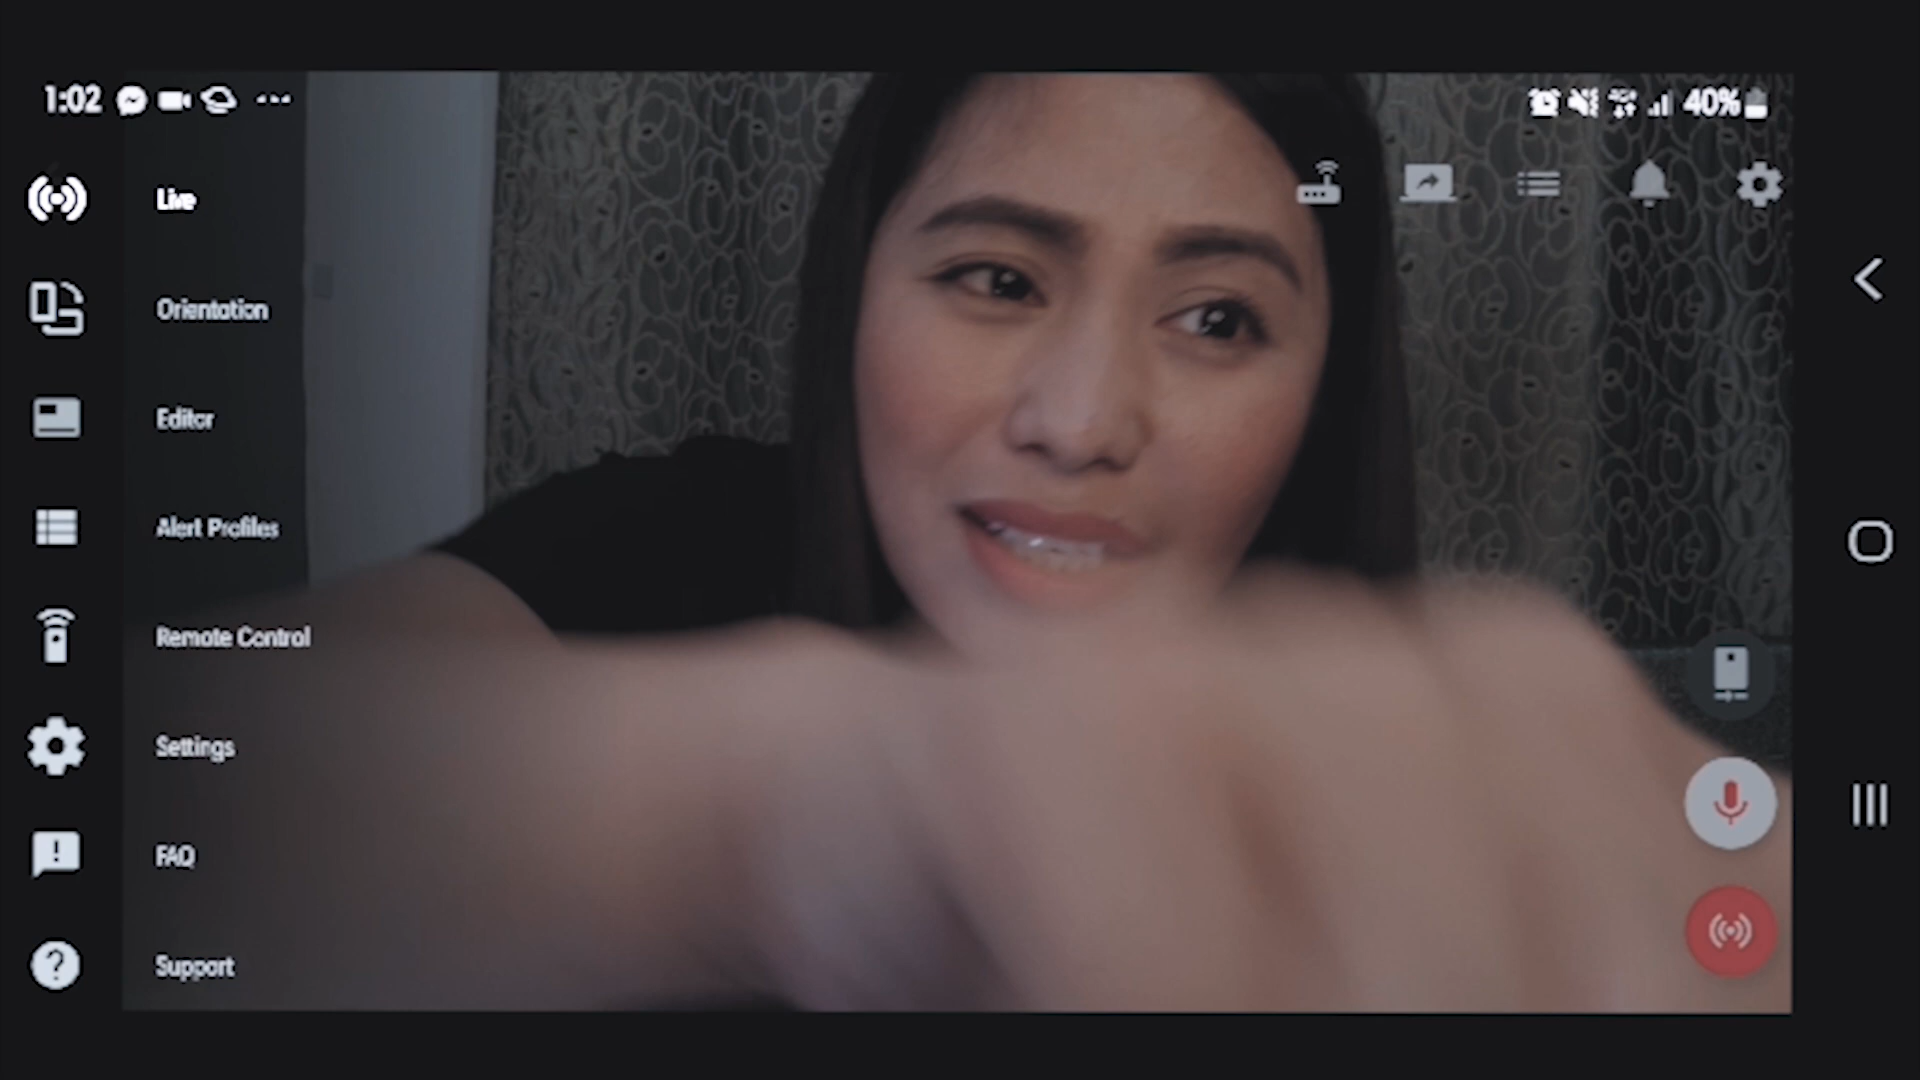 1:02
40%
Live
Orientation
Editor
Alert Profiles
Remote Control
Settings
FAQ
Support